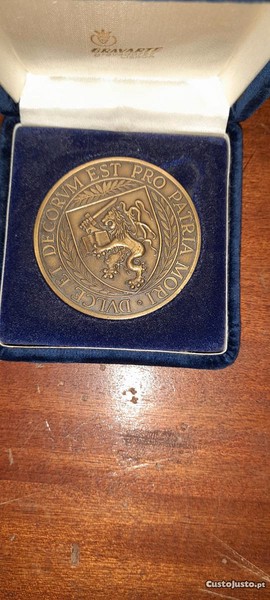 GRAVARTE
DVLCE ET DECORVM EST PRO PATRIA MORI
CustoJusto.pt